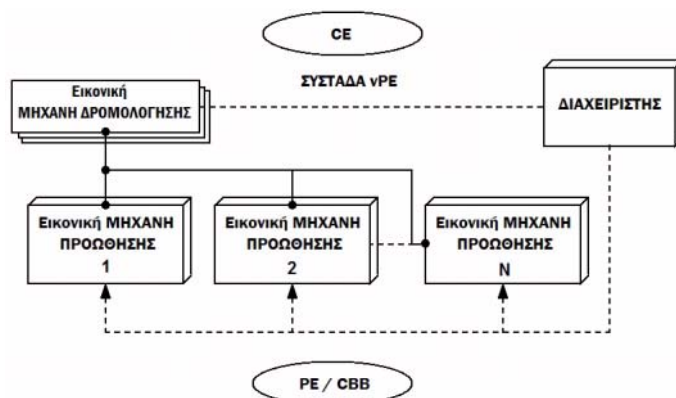 CE
ΣΥΣΤΑΔΑ vPE
Εικονική
ΜΗΧΑΝΗ ΔΡΟΜΟΛΟΓΗΣΗΣ
ΔΙΑΧΕΙΡΙΣΤΗΣ
Εικονική ΜΗΧΑΝΗ
ΠΡΟΩΘΗΣΗΣ
1
Εικονική ΜΗΧΑΝΗ
ΠΡΟΩΘΗΣΗΣ
2
Εικονική ΜΗΧΑΝΗ
ΠΡΟΩΘΗΣΗΣ
N
PE / CBB